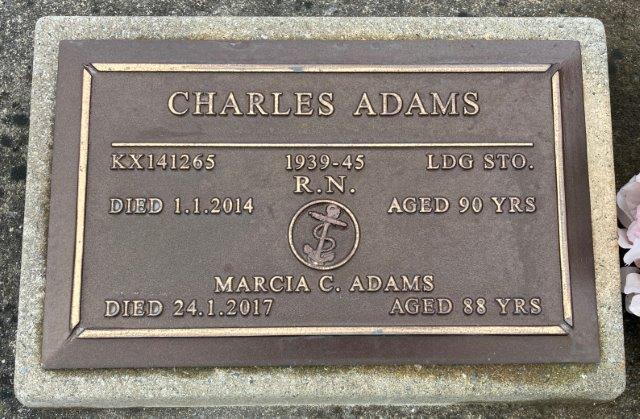 CHARLES ADAMS
KX141265 1939-45 LDG STO.
R.N.
DIED 1.1.2014 AGED 90 YRS
MARCIA C. ADAMS
DIED 24.1.2017 AGED 88 YRS